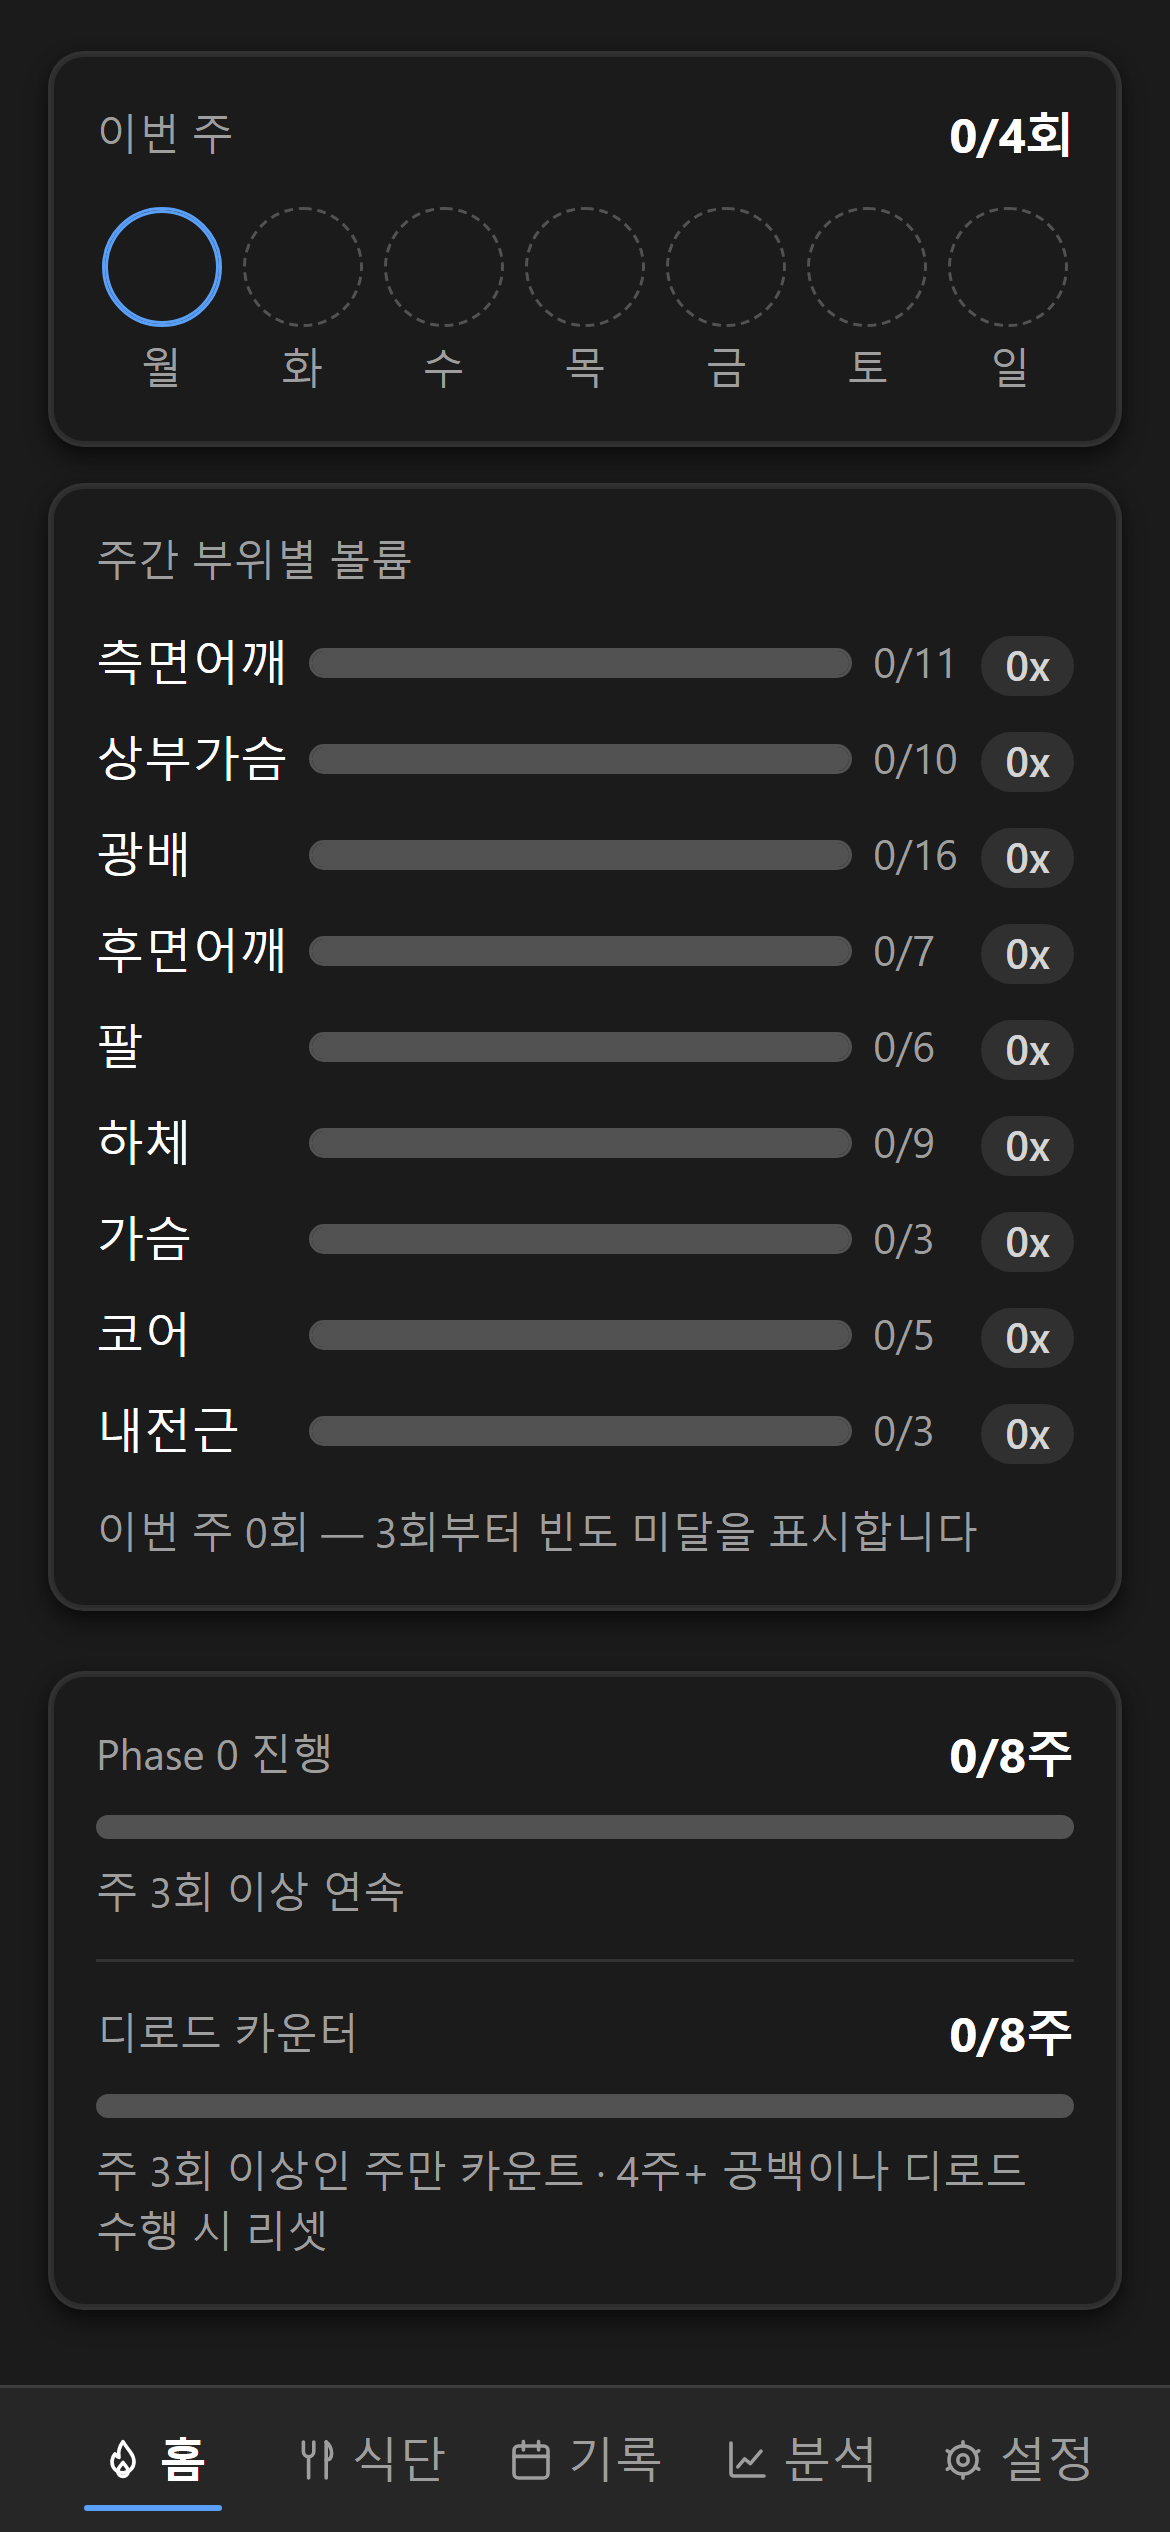 이번 주 0/4회
월 화 수 목 금 토 일
주간 부위별 볼륨
측면어깨 0/11 0x
상부가슴 0/10 0x
광배 0/16 0x
후면어깨 0/7 0x
팔 0/6 0x
하체 0/9 0x
가슴 0/3 0x
코어 0/5 0x
내전근 0/3 0x
이번 주 0회 — 3회부터 빈도 미달을 표시합니다
Phase 0 진행 0/8주
주 3회 이상 연속
디로드 카운터 0/8주
주 3회 이상인 주만 카운트 · 4주+ 공백이나 디로드
수행 시 리셋
홈 식단 기록 분석 설정